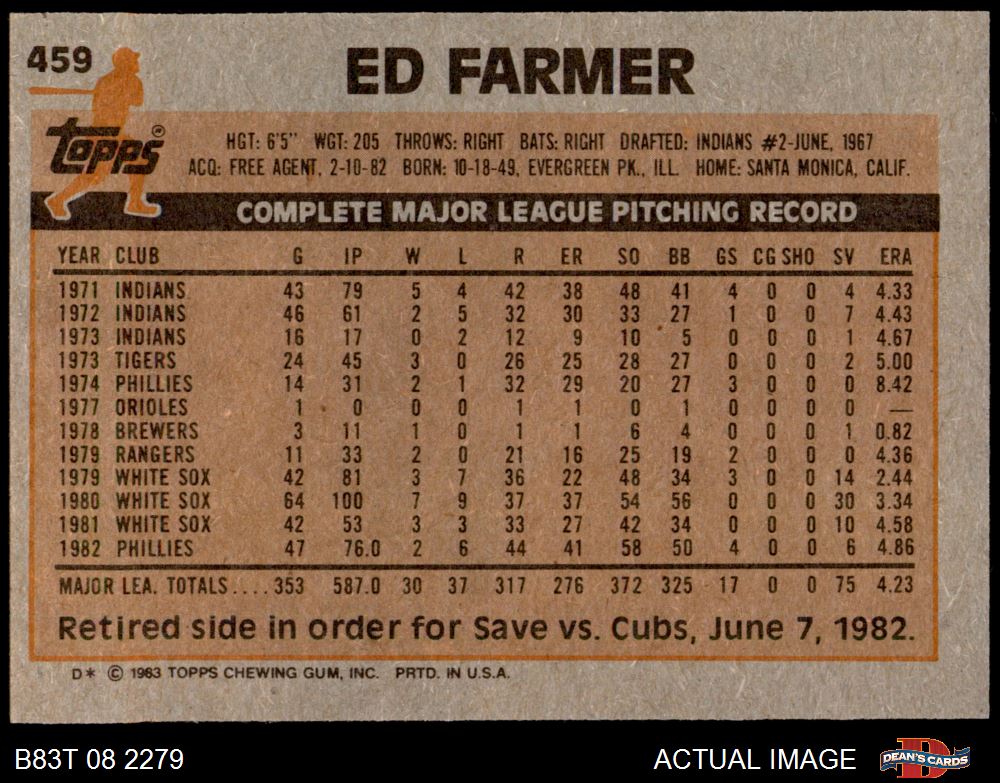 459
ED FARMER
Topps®
HGT: 6'5" WGT: 205 THROWS: RIGHT BATS: RIGHT DRAFTED: INDIANS #2-JUNE, 1967
ACQ: FREE AGENT, 2-10-82 BORN: 10-18-49, EVERGREEN PK., ILL. HOME: SANTA MONICA, CALIF.
COMPLETE MAJOR LEAGUE PITCHING RECORD
YEAR CLUB G IP W L R ER SO BB GS CG SHO SV ERA
1971 INDIANS 43 79 5 4 42 38 48 41 4 0 0 4 4.33
1972 INDIANS 46 61 2 5 32 30 33 27 1 0 0 7 4.43
1973 INDIANS 16 17 0 2 12 9 10 5 0 0 0 1 4.67
1973 TIGERS 24 45 3 0 26 25 28 27 0 0 0 2 5.00
1974 PHILLIES 14 31 2 1 32 29 20 27 3 0 0 0 8.42
1977 ORIOLES 1 0 0 0 1 1 0 1 0 0 0 0 —
1978 BREWERS 3 11 1 0 1 1 6 4 0 0 0 1 0.82
1979 RANGERS 11 33 2 0 21 16 25 19 2 0 0 0 4.36
1979 WHITE SOX 42 81 3 7 36 22 48 34 3 0 0 14 2.44
1980 WHITE SOX 64 100 7 9 37 37 54 56 0 0 0 30 3.34
1981 WHITE SOX 42 53 3 3 33 27 42 34 0 0 0 10 4.58
1982 PHILLIES 47 76.0 2 6 44 41 58 50 4 0 0 6 4.86
MAJOR LEA. TOTALS.... 353 587.0 30 37 317 276 372 325 17 0 0 75 4.23
Retired side in order for Save vs. Cubs, June 7, 1982.
D* © 1983 TOPPS CHEWING GUM, INC. PRTD. IN U.S.A.
B83T 08 2279 ACTUAL IMAGE DEAN'S CARDS